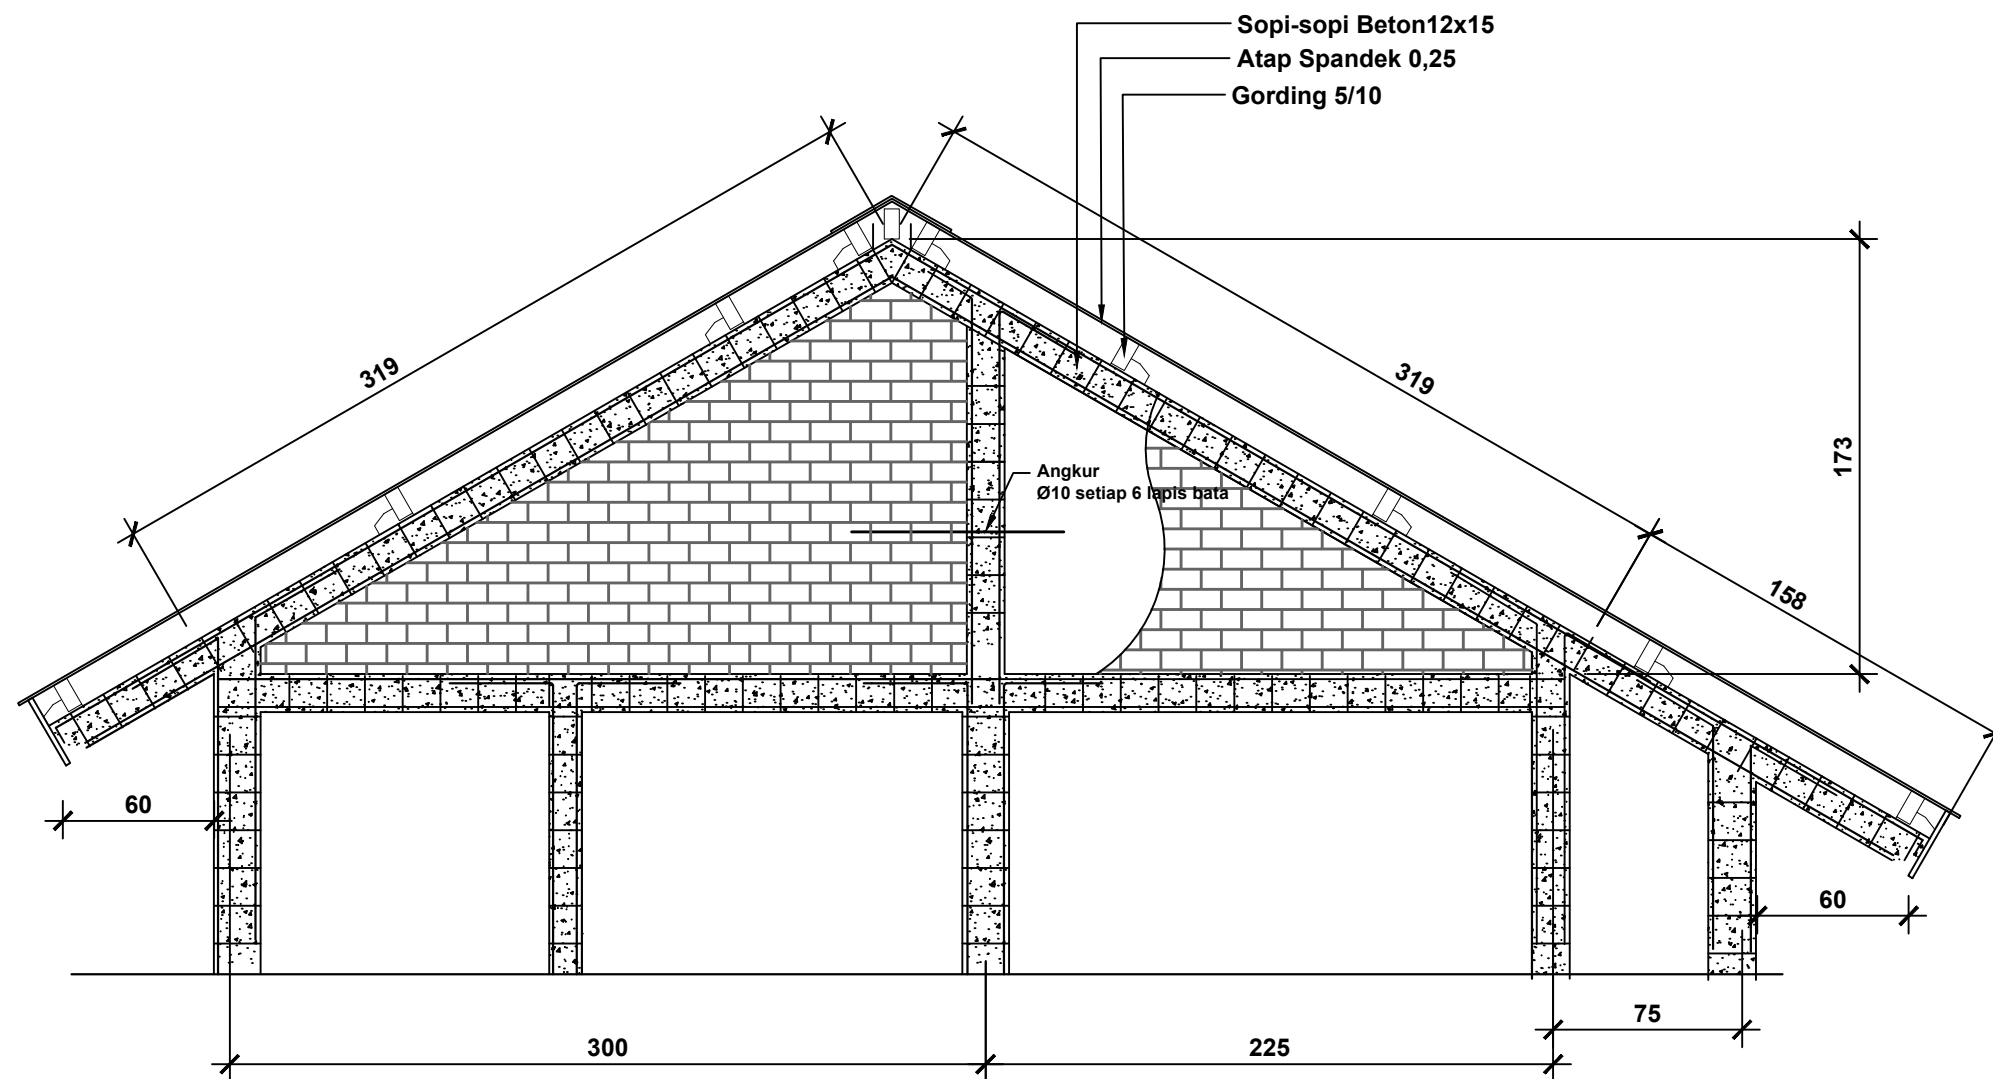 Sopi-sopi Beton12x15
Atap Spandek 0,25
Gording 5/10
319
319
173
Angkur
Ø10 setiap 6 lapis bata
158
60
60
75
300
225